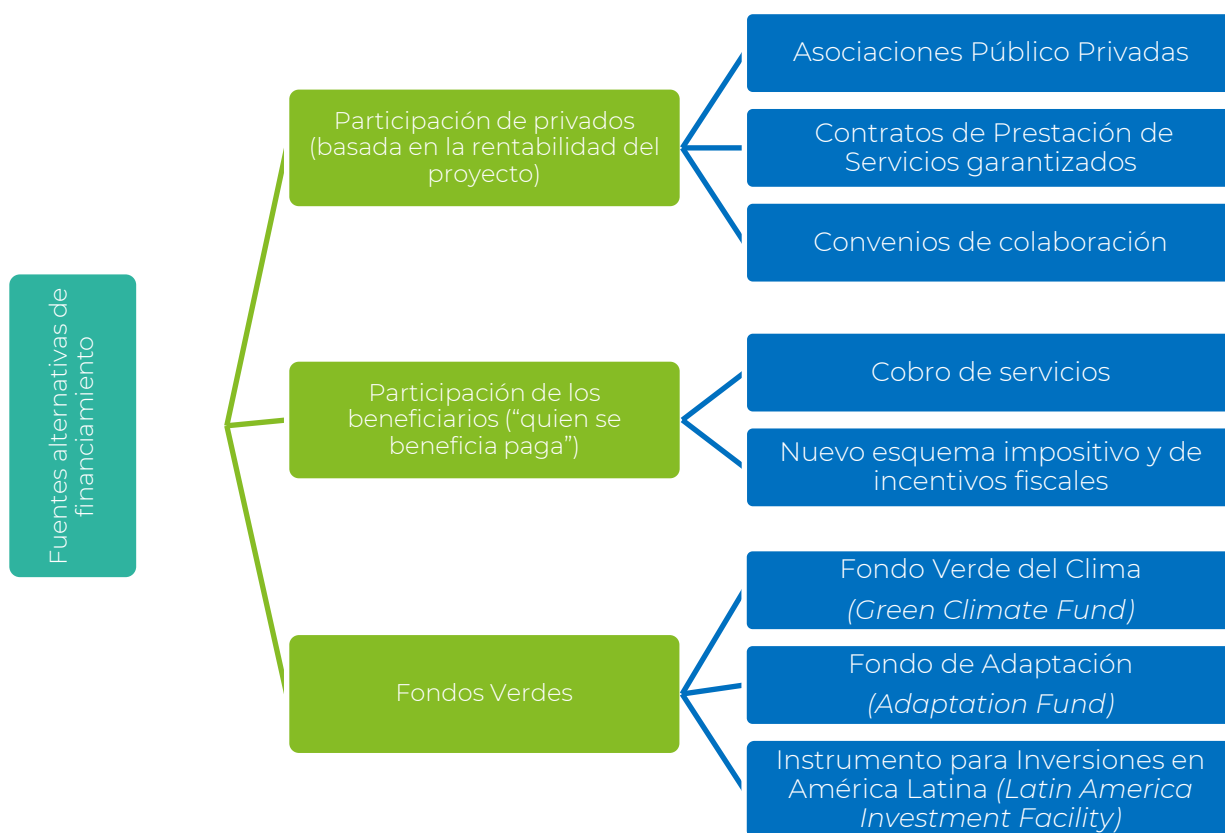 Fuentes alternativas de
financiamiento
Participación de privados
(basada en la rentabilidad del
proyecto)
Asociaciones Público Privadas
Contratos de Prestación de
Servicios garantizados
Convenios de colaboración
Participación de los
beneficiarios (“quien se
beneficia paga”)
Cobro de servicios
Nuevo esquema impositivo y de
incentivos fiscales
Fondos Verdes
Fondo Verde del Clima
(Green Climate Fund)
Fondo de Adaptación
(Adaptation Fund)
Instrumento para Inversiones en
América Latina (Latin America
Investment Facility)